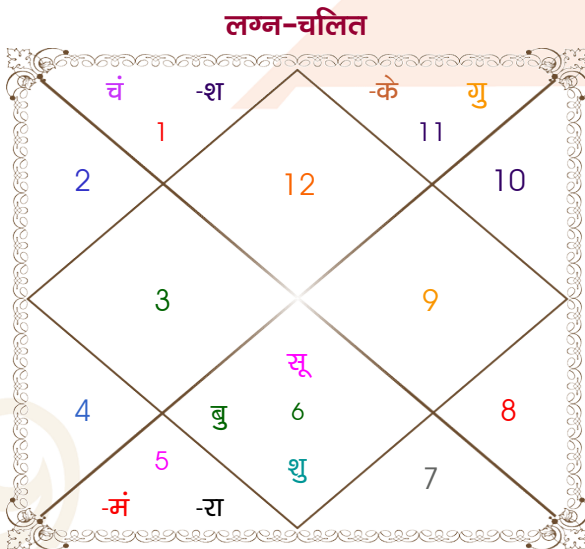 लग्न-चलित
चं -श -के गु
1 11
2 12 10
3 9
सू
4 बु 6 8
5 शु 7
-मं -रा